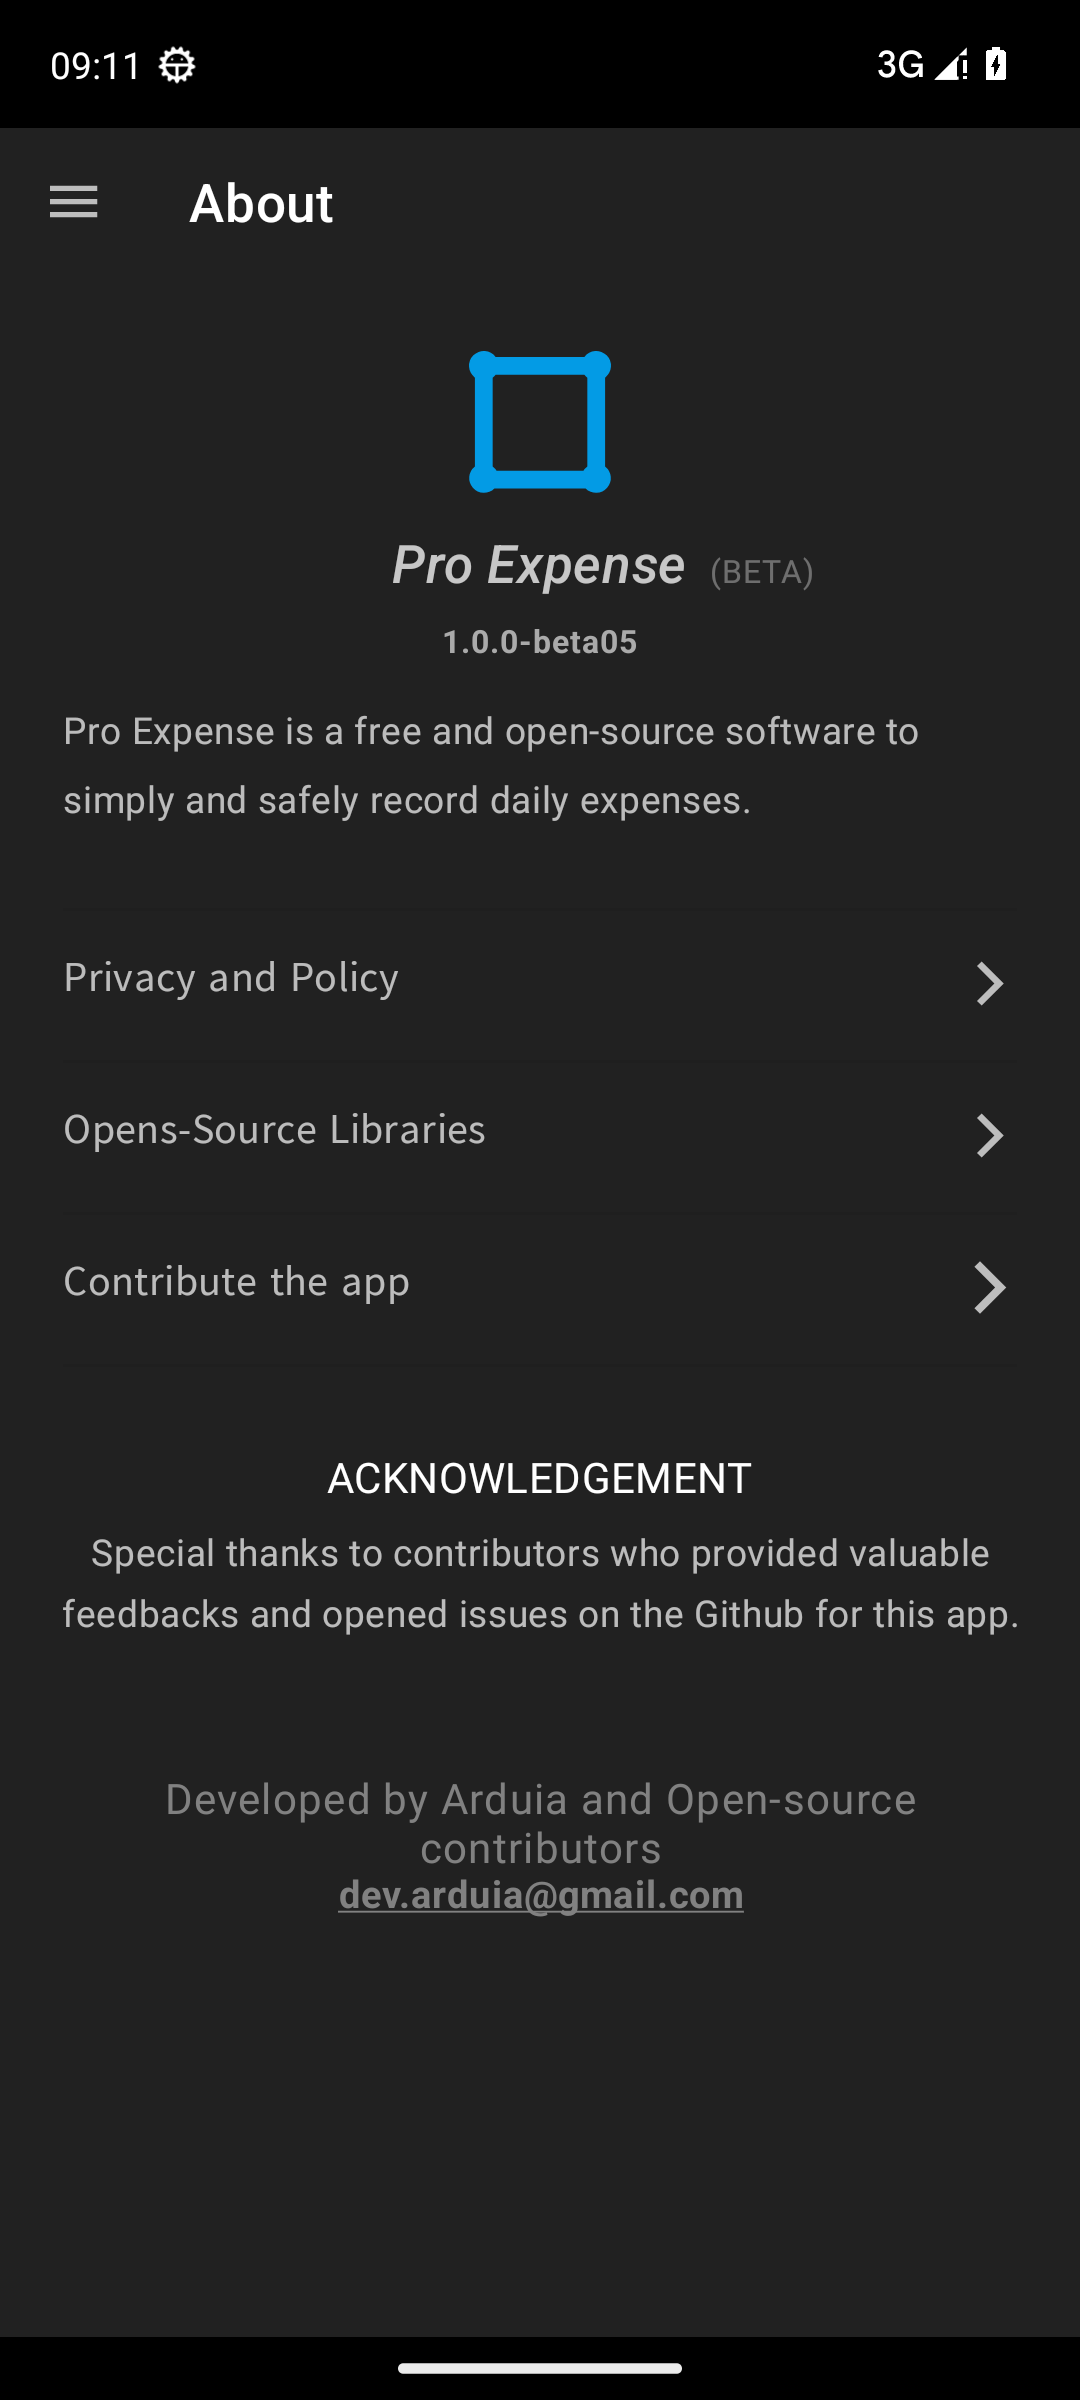 09:11
3G
About
Pro Expense (BETA)
1.0.0-beta05
Pro Expense is a free and open-source software to
simply and safely record daily expenses.
Privacy and Policy
Opens-Source Libraries
Contribute the app
ACKNOWLEDGEMENT
Special thanks to contributors who provided valuable
feedbacks and opened issues on the Github for this app.
Developed by Arduia and Open-source
contributors
dev.arduia@gmail.com